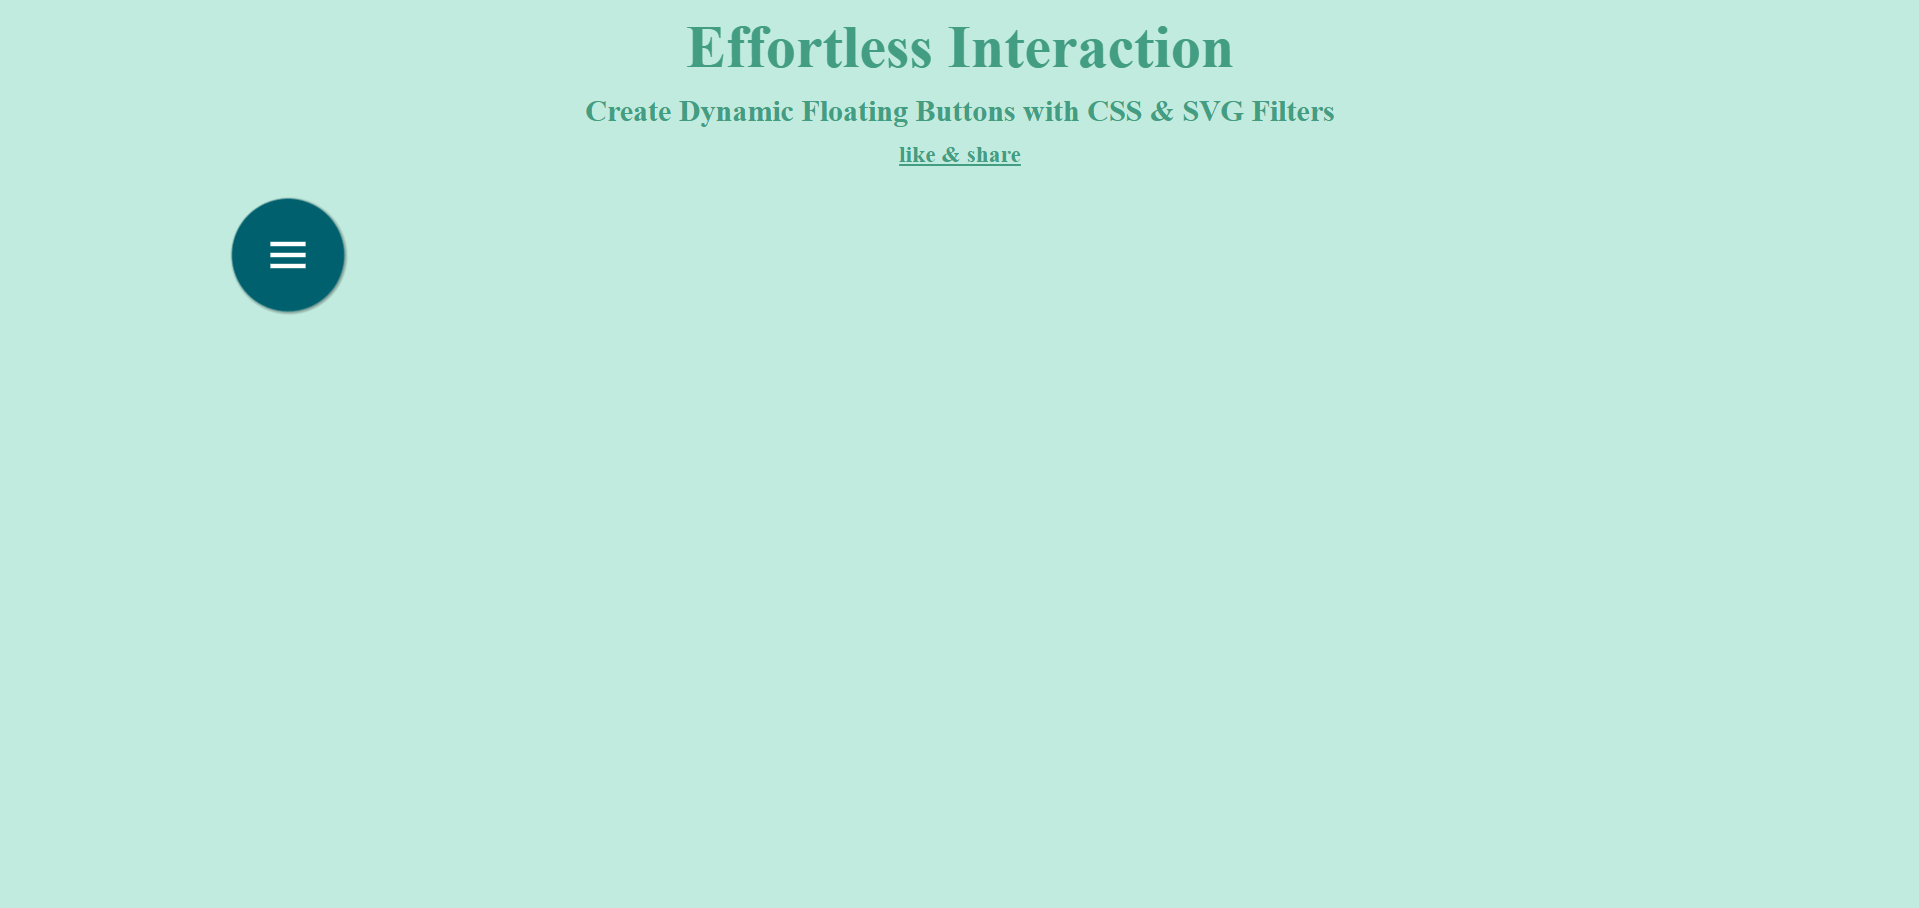 Effortless Interaction
Create Dynamic Floating Buttons with CSS & SVG Filters
like & share